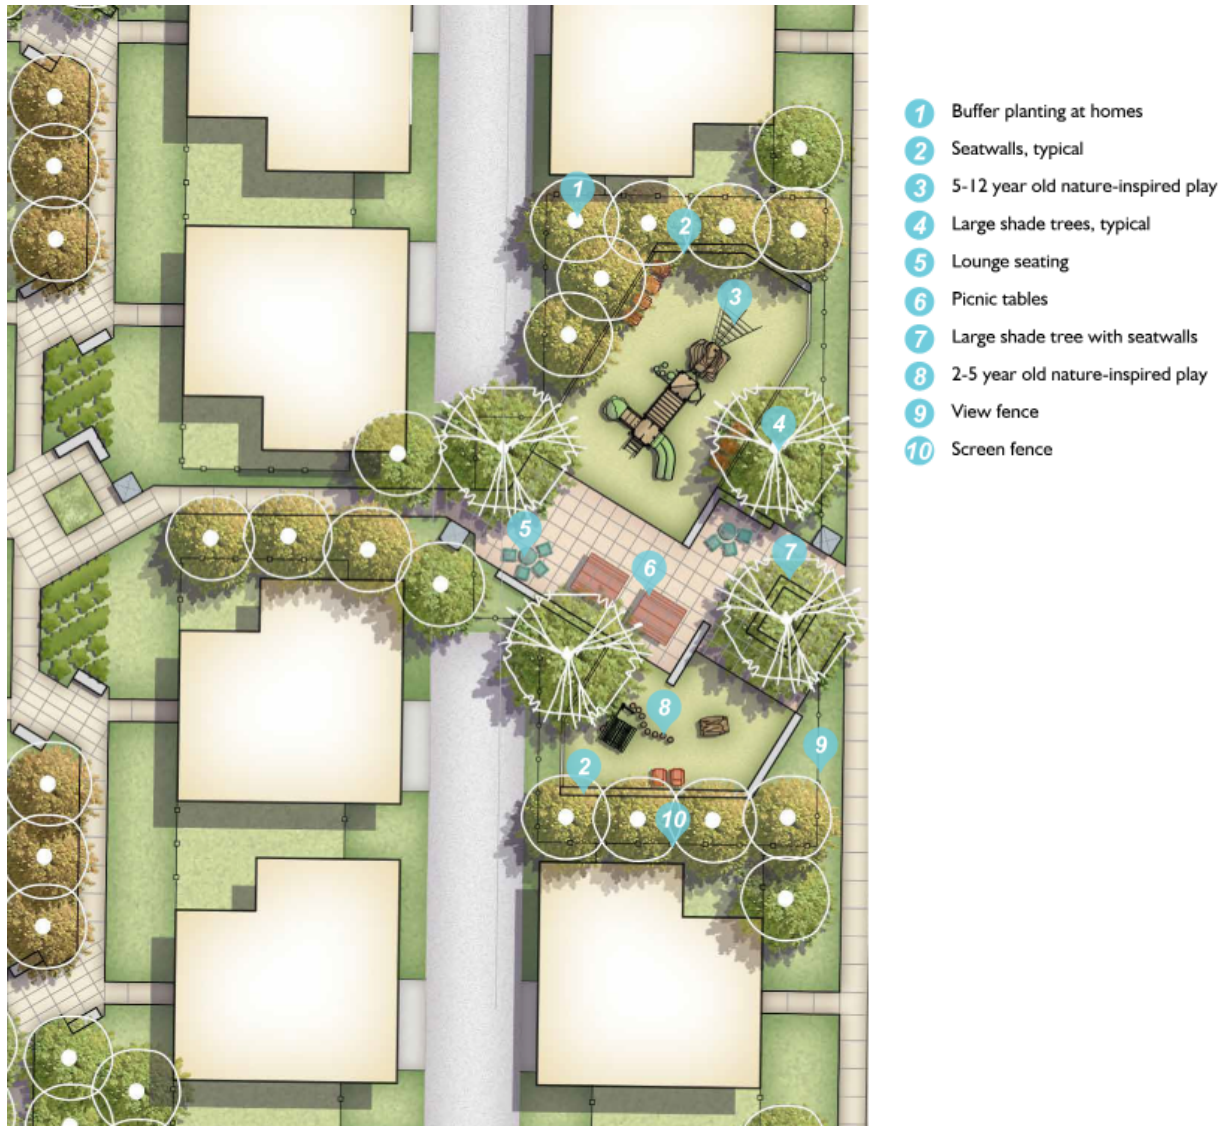 1 Buffer planting at homes
2 Seatwalls, typical
3 5-12 year old nature-inspired play
4 Large shade trees, typical
5 Lounge seating
6 Picnic tables
7 Large shade tree with seatwalls
8 2-5 year old nature-inspired play
9 View fence
10 Screen fence
1
2
3
4
5
7
6
8
9
2
10